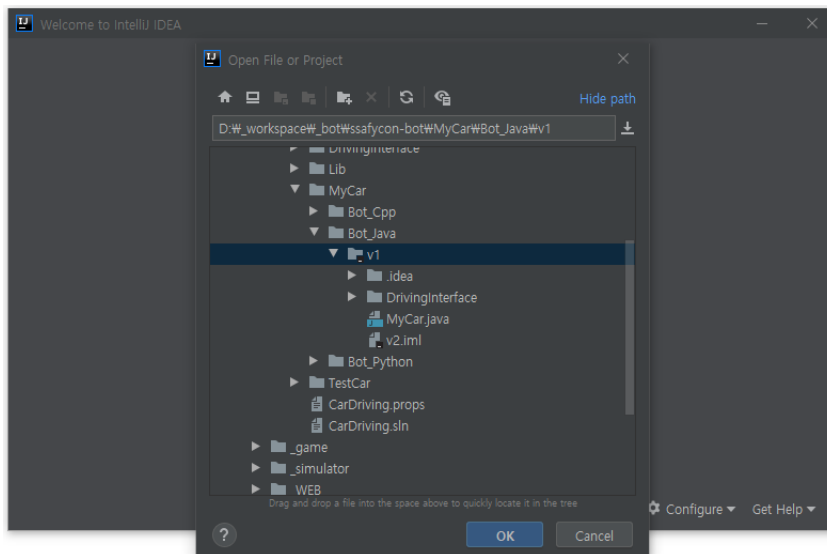 Welcome to IntelliJ IDEA
Open File or Project
Hide path
D:₩_workspace₩_bot₩ssafycon-bot₩MyCar₩Bot_Java₩v1
DrivingInterface
Lib
MyCar
Bot_Cpp
Bot_Java
v1
.idea
DrivingInterface
MyCar.java
v2.iml
Bot_Python
TestCar
CarDriving.props
CarDriving.sln
_game
_simulator
_WEB
Drag and drop a file into the space above to quickly locate it in the tree
Configure
Get Help
?
OK
Cancel